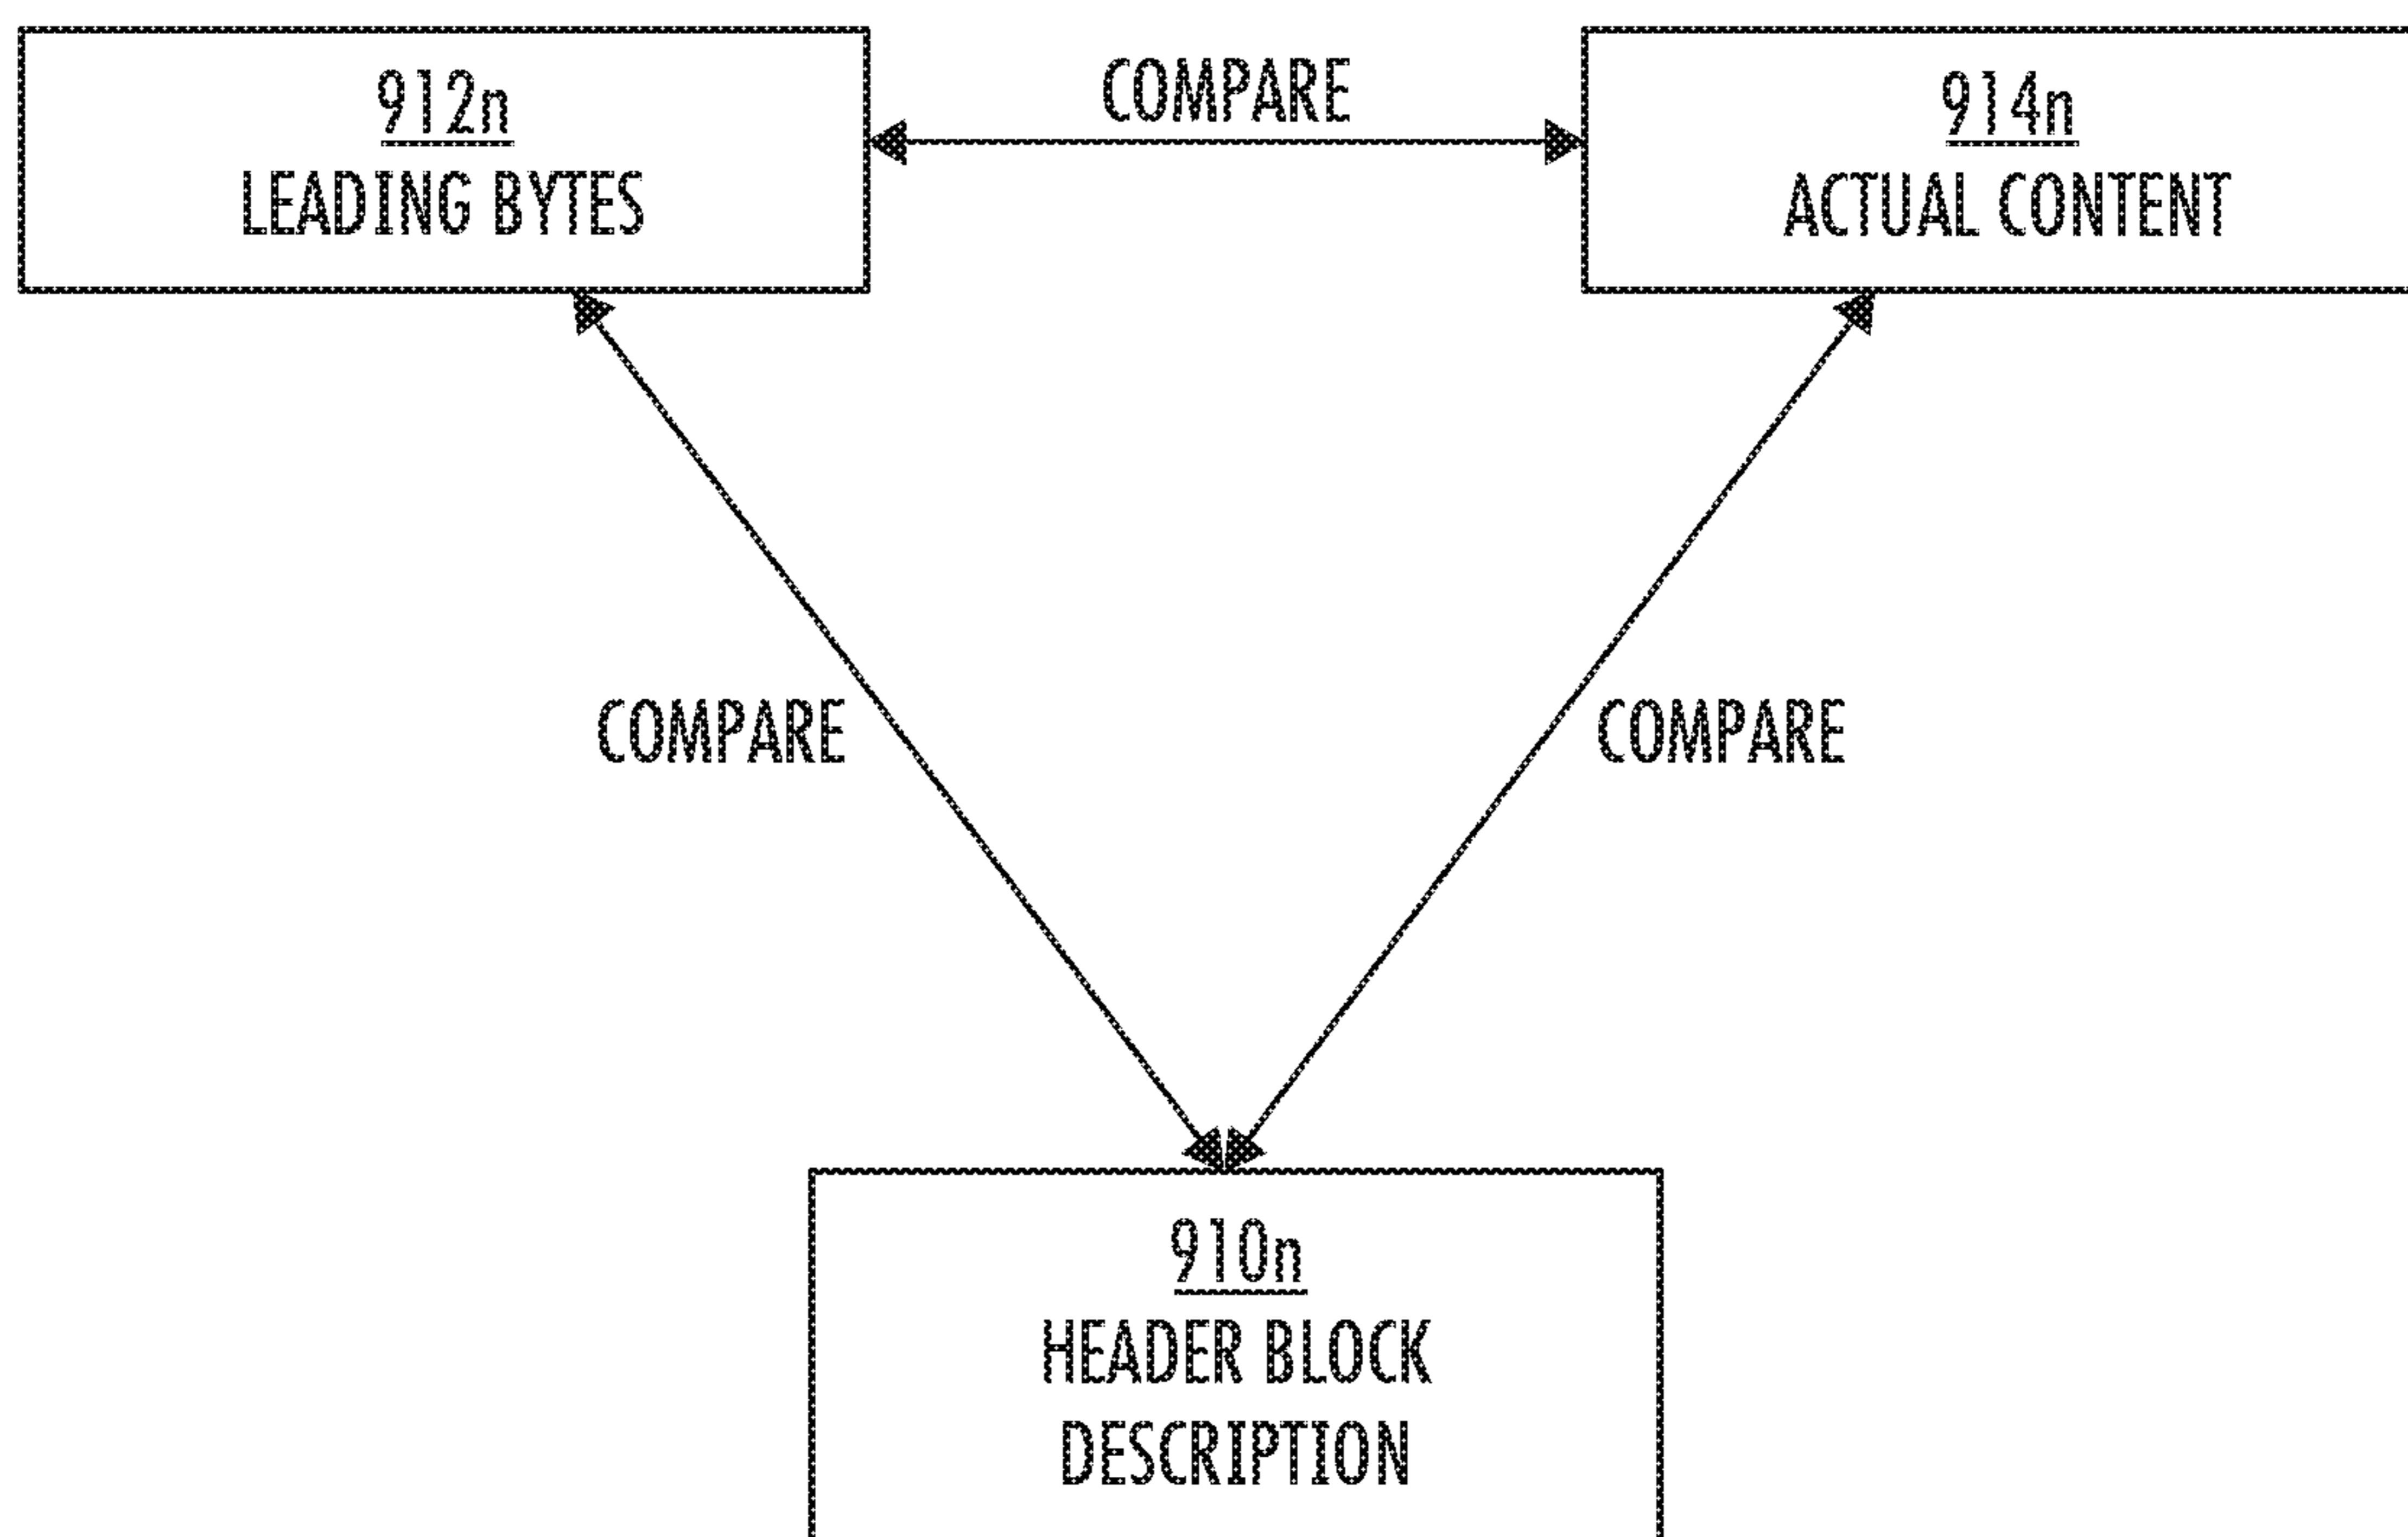 912n
LEADING BYTES
COMPARE
914n
ACTUAL CONTENT
COMPARE
COMPARE
910n
HEADER BLOCK
DESCRIPTION